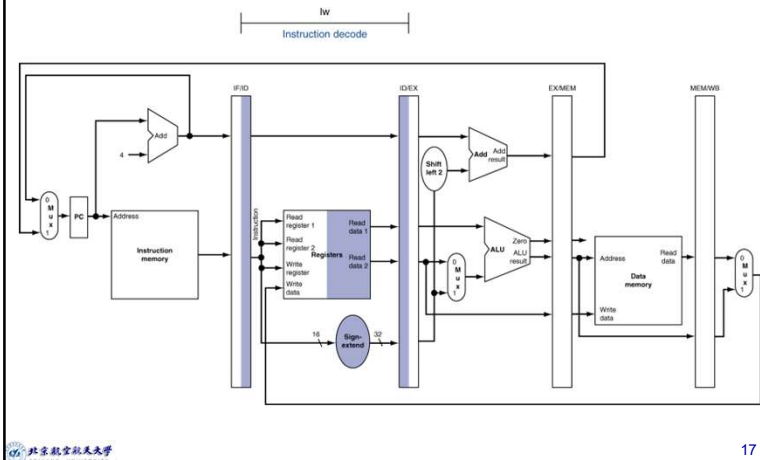 lw
Instruction decode
IF/ID
ID/EX
EX/MEM
MEM/WB
Add
4
Shift
left 2
Add
Add
result
0
M
u
x
1
PC
Address
Instruction
memory
Instruction
Read
register 1
Read
register 2
Write
register
Write
data
Registers
Read
data 1
Read
data 2
16
Sign-
extend
32
0
M
u
x
1
Zero
ALU
ALU
result
Address
Read
data
Data
memory
Write
data
0
M
u
x
1
北京航空航天大学
17